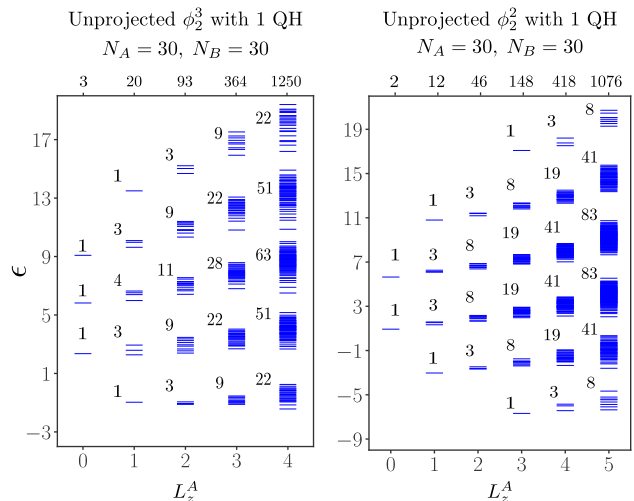 Unprojected $\phi_2^3$ with 1 QH
$N_A = 30,\ N_B = 30$
3 20 93 364 1250
17
13
9
5
1
−3
ϵ
1 3 9 22
1 3 9 22 51
1 4 11 28 63
1 3 9 22 51
1 3 9 22
0 1 2 3 4
$L_z^A$
Unprojected $\phi_2^2$ with 1 QH
$N_A = 30,\ N_B = 30$
2 12 46 148 418 1076
19
15
11
7
3
−1
−5
−9
1 3 8
1 3 8 19 41
1 3 8 19 41 83
1 3 8 19 41 83
1 3 8 19 41
1 3 8
0 1 2 3 4 5
$L_z^A$